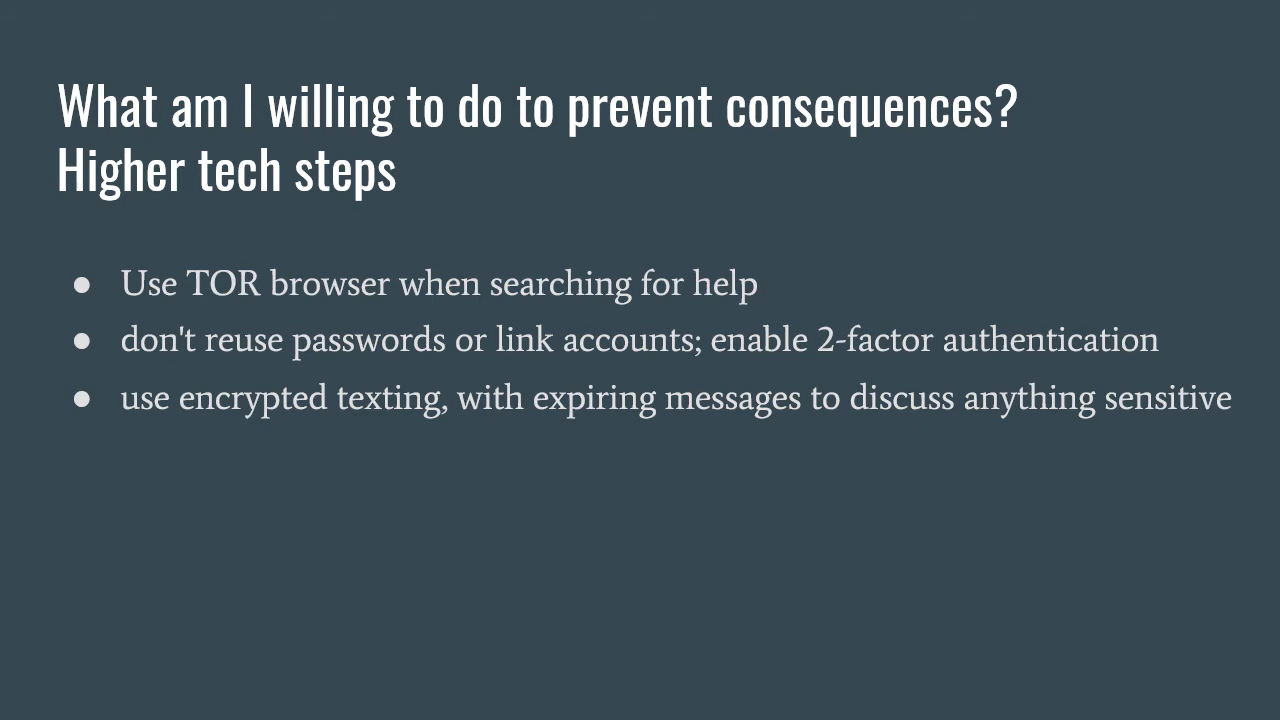 What am I willing to do to prevent consequences?
Higher tech steps
● Use TOR browser when searching for help
● don't reuse passwords or link accounts; enable 2-factor authentication
● use encrypted texting, with expiring messages to discuss anything sensitive